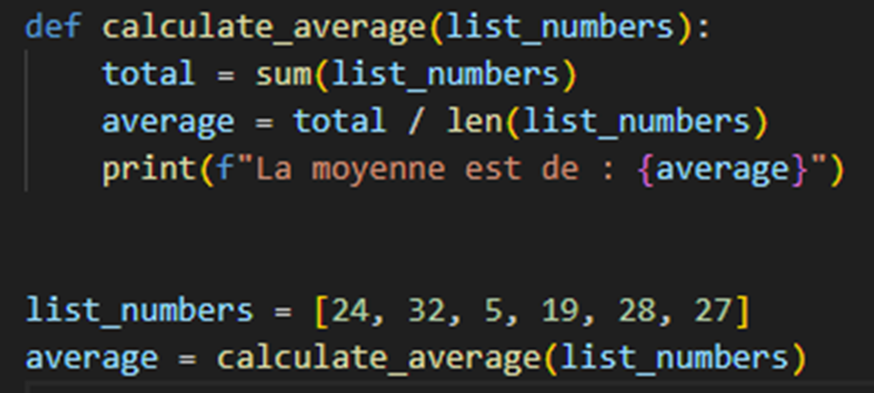 def calculate_average(list_numbers):
    total = sum(list_numbers)
    average = total / len(list_numbers)
    print(f"La moyenne est de : {average}")
list_numbers = [24, 32, 5, 19, 28, 27]
average = calculate_average(list_numbers)